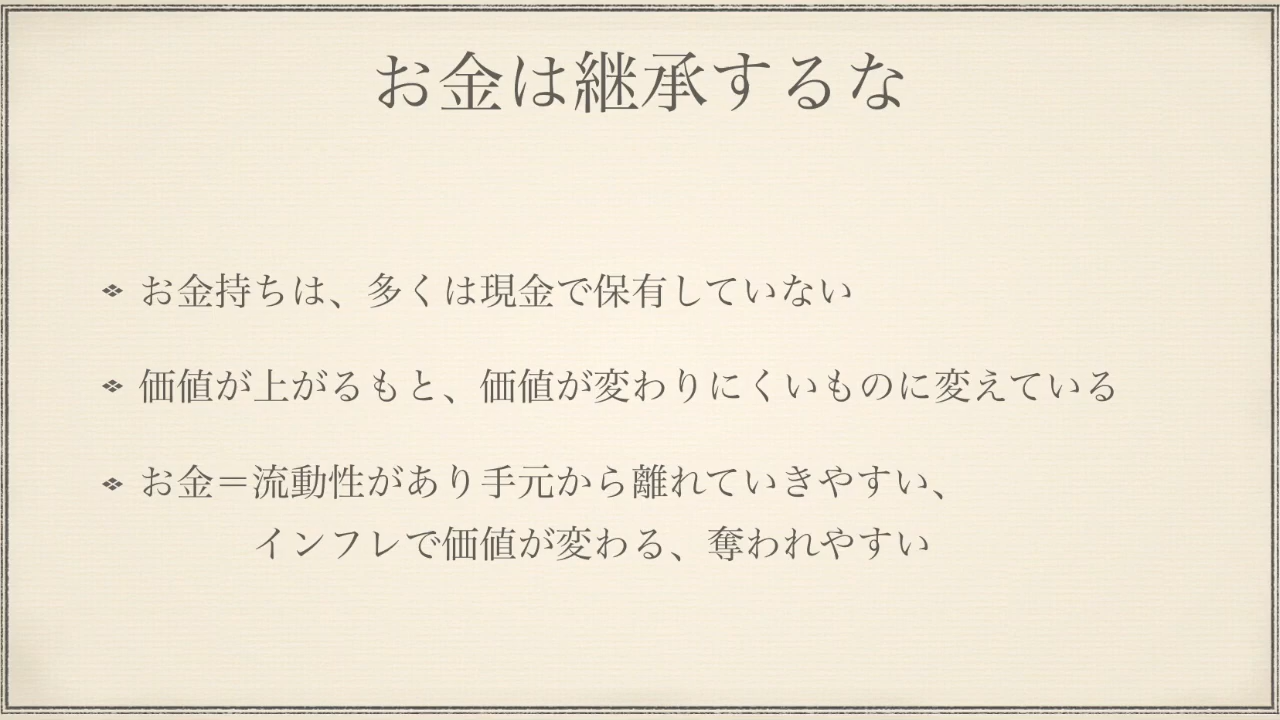 お金は継承するな
お金持ちは、多くは現金で保有していない
価値が上がるもと、価値が変わりにくいものに変えている
お金＝流動性があり手元から離れていきやすい、
インフレで価値が変わる、奪われやすい